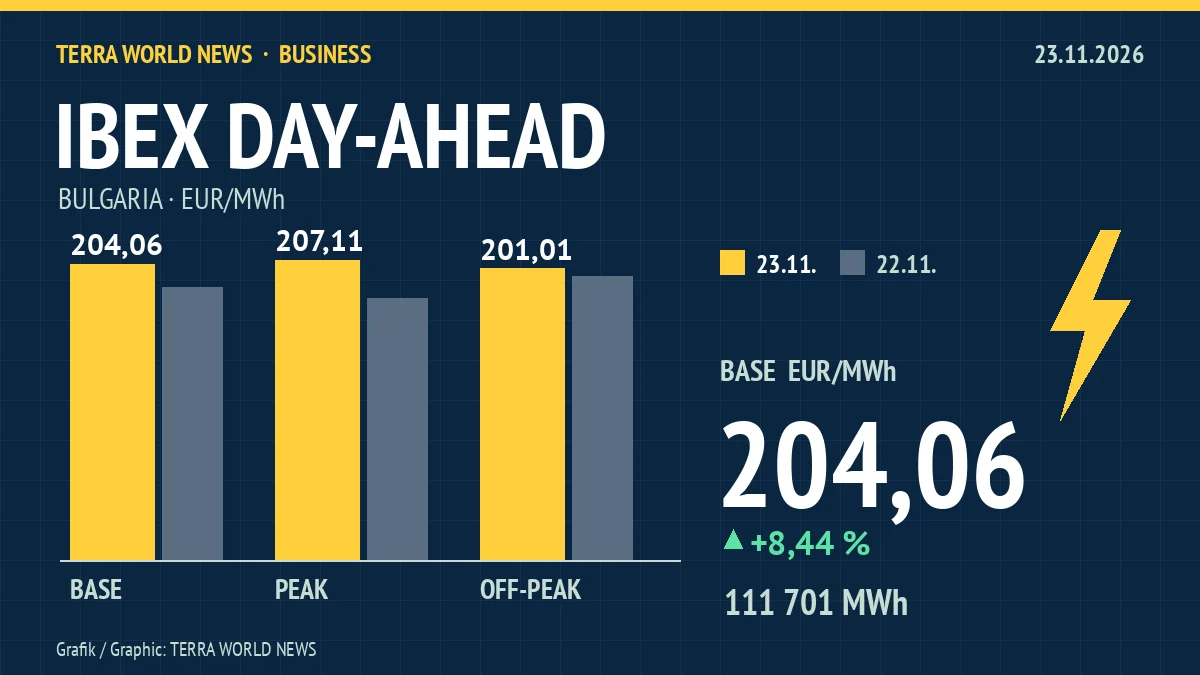 TERRA WORLD NEWS · BUSINESS
23.11.2026
IBEX DAY-AHEAD
BULGARIA · EUR/MWh
204,06
207,11
201,01
23.11.
22.11.
BASE EUR/MWh
204,06
+8,44 %
111 701 MWh
BASE
PEAK
OFF-PEAK
Grafik / Graphic: TERRA WORLD NEWS